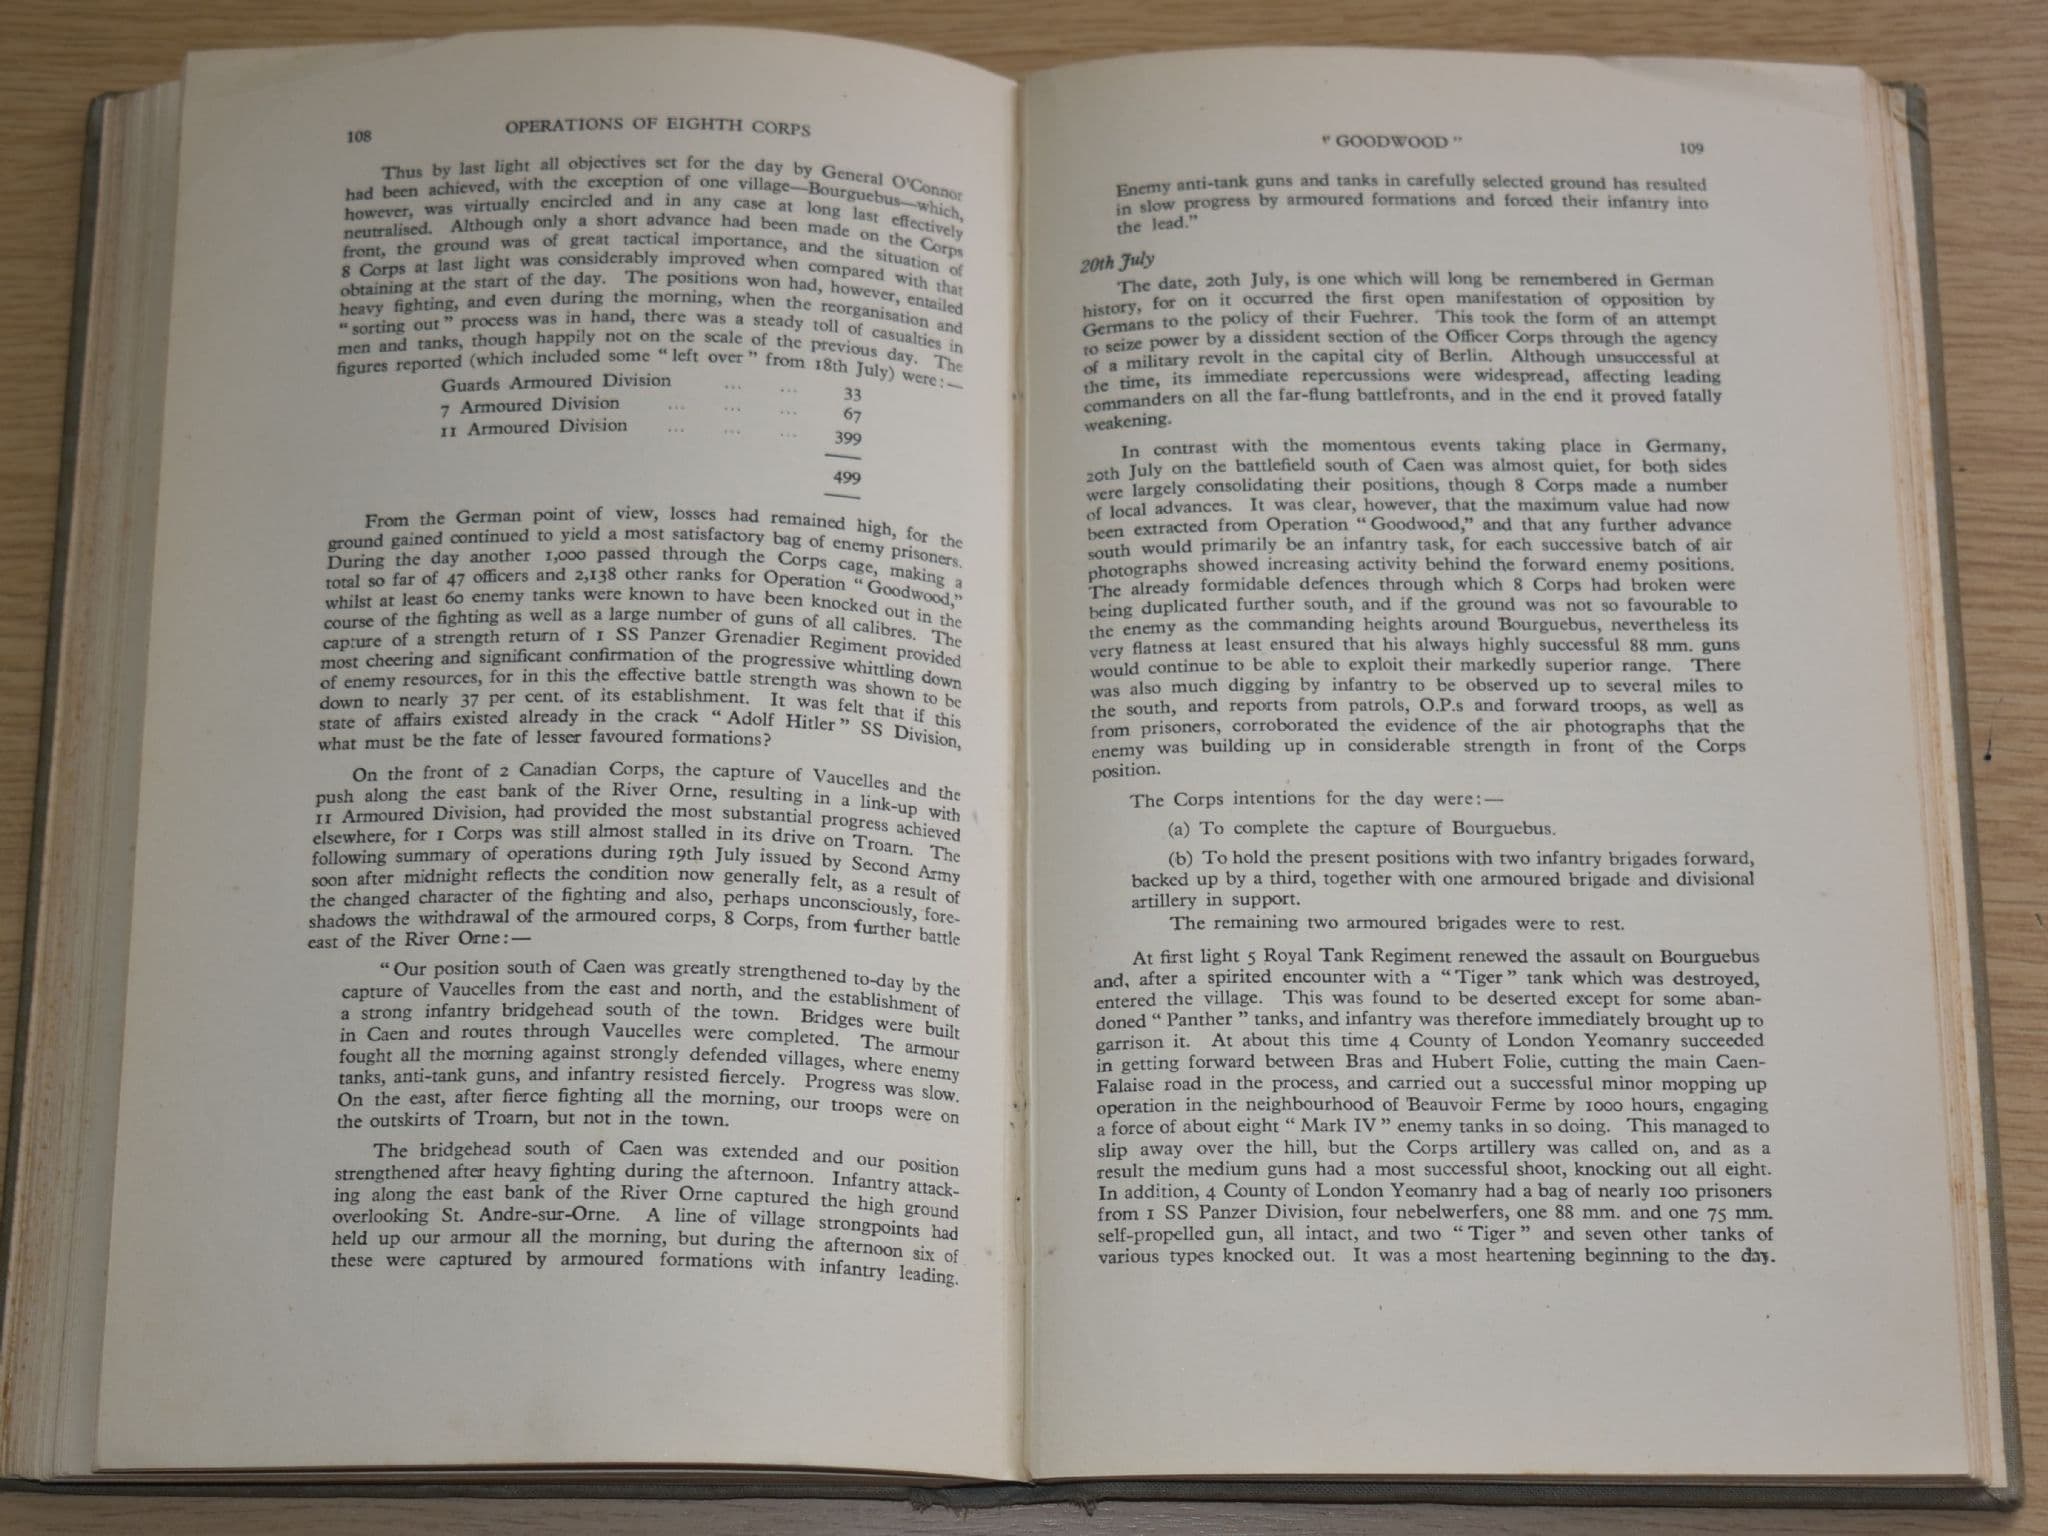 108
OPERATIONS OF EIGHTH CORPS
Thus by last light all objectives set for the day by General O'Connor
had been achieved, with the exception of one village—Bourguebus—which,
however, was virtually encircled and in any case at long last effectively
neutralised. Although only a short advance had been made on the Corps
front, the ground was of great tactical importance, and the situation of
8 Corps at last light was considerably improved when compared with that
obtaining at the start of the day. The positions won had, however, entailed
heavy fighting, and even during the morning, when the reorganisation and
“sorting out” process was in hand, there was a steady toll of casualties in
men and tanks, though happily not on the scale of the previous day. The
figures reported (which included some “left over” from 18th July) were:—
Guards Armoured Division ... ... 33
7 Armoured Division ... ... ... 67
11 Armoured Division ... ... ... 399
499
From the German point of view, losses had remained high, for the
ground gained continued to yield a most satisfactory bag of enemy prisoners.
During the day another 1,000 passed through the Corps cage, making a
total so far of 47 officers and 2,138 other ranks for Operation “Goodwood,”
whilst at least 60 enemy tanks were known to have been knocked out in the
course of the fighting as well as a large number of guns of all calibres. The
capture of a strength return of 1 SS Panzer Grenadier Regiment provided
most cheering and significant confirmation of the progressive whittling down
of enemy resources, for in this the effective battle strength was shown to be
down to nearly 37 per cent. of its establishment. It was felt that if this
state of affairs existed already in the crack “Adolf Hitler” SS Division,
what must be the fate of lesser favoured formations?
On the front of 2 Canadian Corps, the capture of Vaucelles and the
push along the east bank of the River Orne, resulting in a link-up with
11 Armoured Division, had provided the most substantial progress achieved
elsewhere, for 1 Corps was still almost stalled in its drive on Troarn. The
following summary of operations during 19th July issued by Second Army
soon after midnight reflects the condition now generally felt, as a result of
the changed character of the fighting and also, perhaps unconsciously, fore-
shadows the withdrawal of the armoured corps, 8 Corps, from further battle
east of the River Orne:—
“Our position south of Caen was greatly strengthened to-day by the
capture of Vaucelles from the east and north, and the establishment of
a strong infantry bridgehead south of the town. Bridges were built
in Caen and routes through Vaucelles were completed. The armour
fought all the morning against strongly defended villages, where enemy
tanks, anti-tank guns, and infantry resisted fiercely. Progress was slow.
On the east, after fierce fighting all the morning, our troops were on
the outskirts of Troarn, but not in the town.
The bridgehead south of Caen was extended and our position
strengthened after heavy fighting during the afternoon. Infantry attack-
ing along the east bank of the River Orne captured the high ground
overlooking St. Andre-sur-Orne. A line of village strongpoints had
held up our armour all the morning, but during the afternoon six of
these were captured by armoured formations with infantry leading.
“GOODWOOD”
109
Enemy anti-tank guns and tanks in carefully selected ground has resulted
in slow progress by armoured formations and forced their infantry into
the lead.”
20th July
The date, 20th July, is one which will long be remembered in German
history, for on it occurred the first open manifestation of opposition by
Germans to the policy of their Fuehrer. This took the form of an attempt
to seize power by a dissident section of the Officer Corps through the agency
of a military revolt in the capital city of Berlin. Although unsuccessful at
the time, its immediate repercussions were widespread, affecting leading
commanders on all the far-flung battlefronts, and in the end it proved fatally
weakening.
In contrast with the momentous events taking place in Germany,
20th July on the battlefield south of Caen was almost quiet, for both sides
were largely consolidating their positions, though 8 Corps made a number
of local advances. It was clear, however, that the maximum value had now
been extracted from Operation “Goodwood,” and that any further advance
south would primarily be an infantry task, for each successive batch of air
photographs showed increasing activity behind the forward enemy positions.
The already formidable defences through which 8 Corps had broken were
being duplicated further south, and if the ground was not so favourable to
the enemy as the commanding heights around Bourguebus, nevertheless its
very flatness at least ensured that his always highly successful 88 mm. guns
would continue to be able to exploit their markedly superior range. There
was also much digging by infantry to be observed up to several miles to
the south, and reports from patrols, O.P.s and forward troops, as well as
from prisoners, corroborated the evidence of the air photographs that the
enemy was building up in considerable strength in front of the Corps
position.
The Corps intentions for the day were:—
(a) To complete the capture of Bourguebus.
(b) To hold the present positions with two infantry brigades forward,
backed up by a third, together with one armoured brigade and divisional
artillery in support.
The remaining two armoured brigades were to rest.
At first light 5 Royal Tank Regiment renewed the assault on Bourguebus
and, after a spirited encounter with a “Tiger” tank which was destroyed,
entered the village. This was found to be deserted except for some aban-
doned “Panther” tanks, and infantry was therefore immediately brought up to
garrison it. At about this time 4 County of London Yeomanry succeeded
in getting forward between Bras and Hubert Folie, cutting the main Caen-
Falaise road in the process, and carried out a successful minor mopping up
operation in the neighbourhood of Beauvoir Ferme by 1000 hours, engaging
a force of about eight “Mark IV” enemy tanks in so doing. This managed to
slip away over the hill, but the Corps artillery was called on, and as a
result the medium guns had a most successful shoot, knocking out all eight.
In addition, 4 County of London Yeomanry had a bag of nearly 100 prisoners
from 1 SS Panzer Division, four nebelwerfers, one 88 mm. and one 75 mm.
self-propelled gun, all intact, and two “Tiger” and seven other tanks of
various types knocked out. It was a most heartening beginning to the day.